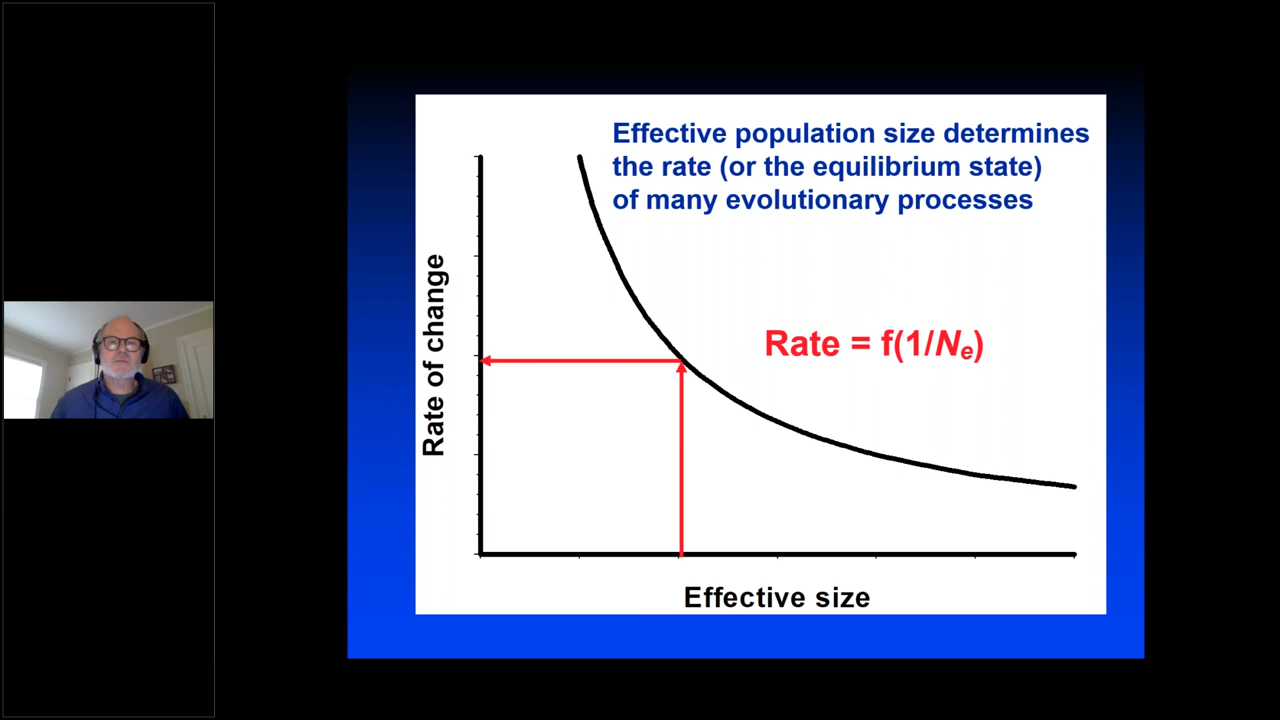 Effective population size determines
the rate (or the equilibrium state)
of many evolutionary processes
Rate of change
Rate = f(1/Ne)
Effective size